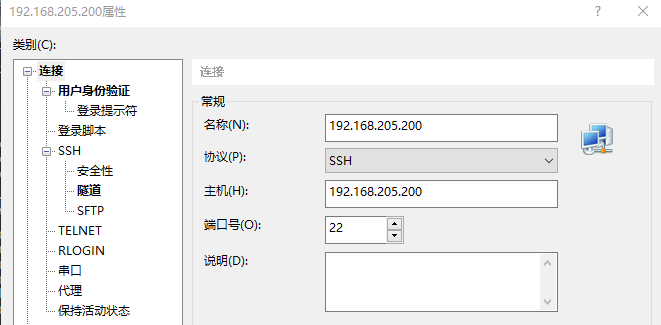 192.168.205.200属性
类别(C):
连接
用户身份验证
登录提示符
登录脚本
SSH
安全性
隧道
SFTP
TELNET
RLOGIN
串口
代理
保持活动状态
连接
常规
名称(N):
192.168.205.200
协议(P):
SSH
主机(H):
192.168.205.200
端口号(O):
22
说明(D):